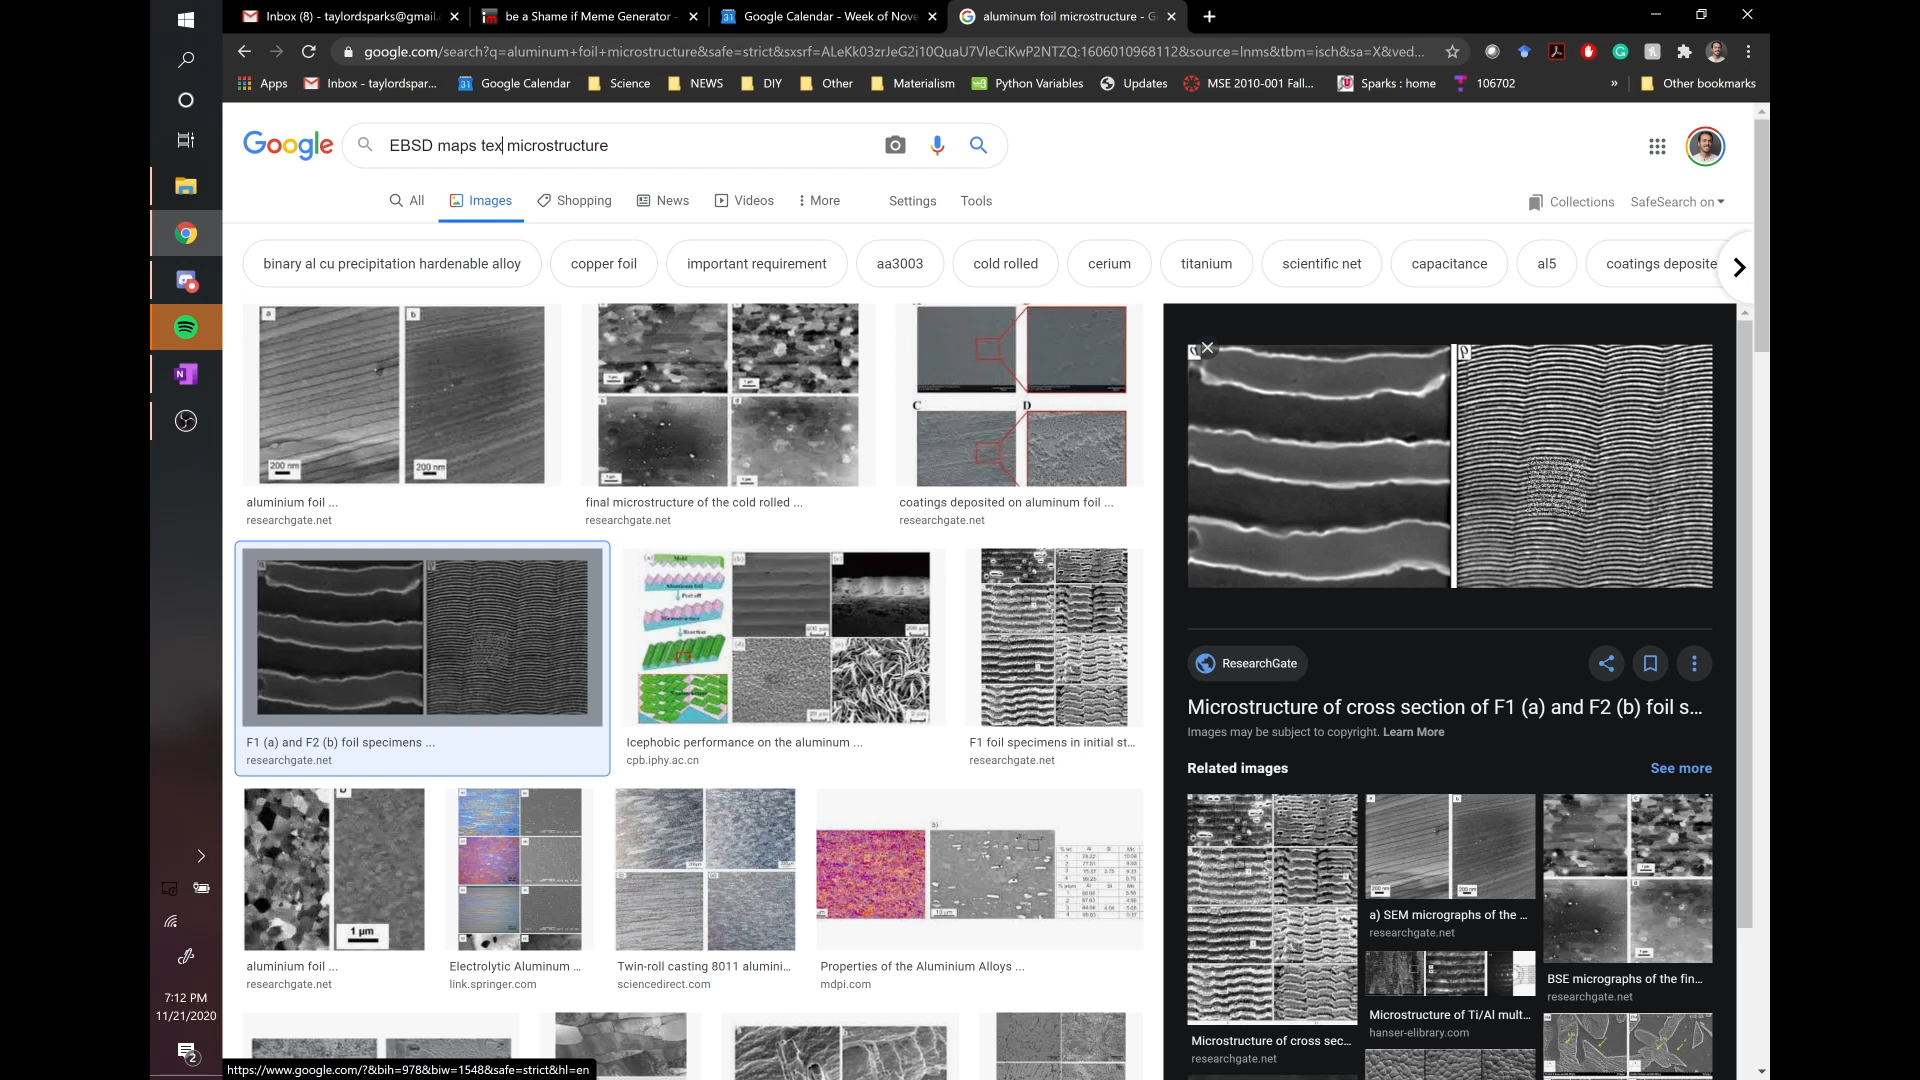 Inbox (8) - taylordsparks@gmail.
be a Shame if Meme Generator -
Google Calendar - Week of Nove
aluminum foil microstructure - G
google.com/search?q=aluminum+foil+microstructure&safe=strict&sxsrf=ALeKk03zrJeG2i10QuaU7VleCiKwP2NTZQ:1606010968112&source=lnms&tbm=isch&sa=X&ved...
Apps
Inbox - taylordspar...
Google Calendar
Science
NEWS
DIY
Other
Materialism
Python Variables
Updates
MSE 2010-001 Fall...
Sparks : home
106702
»
Other bookmarks
Google
EBSD maps tex microstructure
All
Images
Shopping
News
Videos
More
Settings
Tools
Collections
SafeSearch on
binary al cu precipitation hardenable alloy
copper foil
important requirement
aa3003
cold rolled
cerium
titanium
scientific net
capacitance
al5
coatings deposite
a
b
200 nm
200 nm
C
D
aluminium foil ...
researchgate.net
final microstructure of the cold rolled ...
researchgate.net
coatings deposited on aluminum foil ...
researchgate.net
F1 (a) and F2 (b) foil specimens ...
researchgate.net
Icephobic performance on the aluminum ...
cpb.iphy.ac.cn
F1 foil specimens in initial st...
researchgate.net
1 μm
b)
aluminium foil ...
researchgate.net
Electrolytic Aluminum ...
link.springer.com
Twin-roll casting 8011 alumini...
sciencedirect.com
Properties of the Aluminium Alloys ...
mdpi.com
ResearchGate
Microstructure of cross section of F1 (a) and F2 (b) foil s...
Images may be subject to copyright. Learn More
Related images
See more
200 nm
200 nm
a) SEM micrographs of the ...
researchgate.net
BSE micrographs of the fin...
researchgate.net
Microstructure of Ti/Al mult...
hanser-elibrary.com
Microstructure of cross sec...
researchgate.net
7:12 PM
11/21/2020
2
https://www.google.com/?&bih=978&biw=1548&safe=strict&hl=en